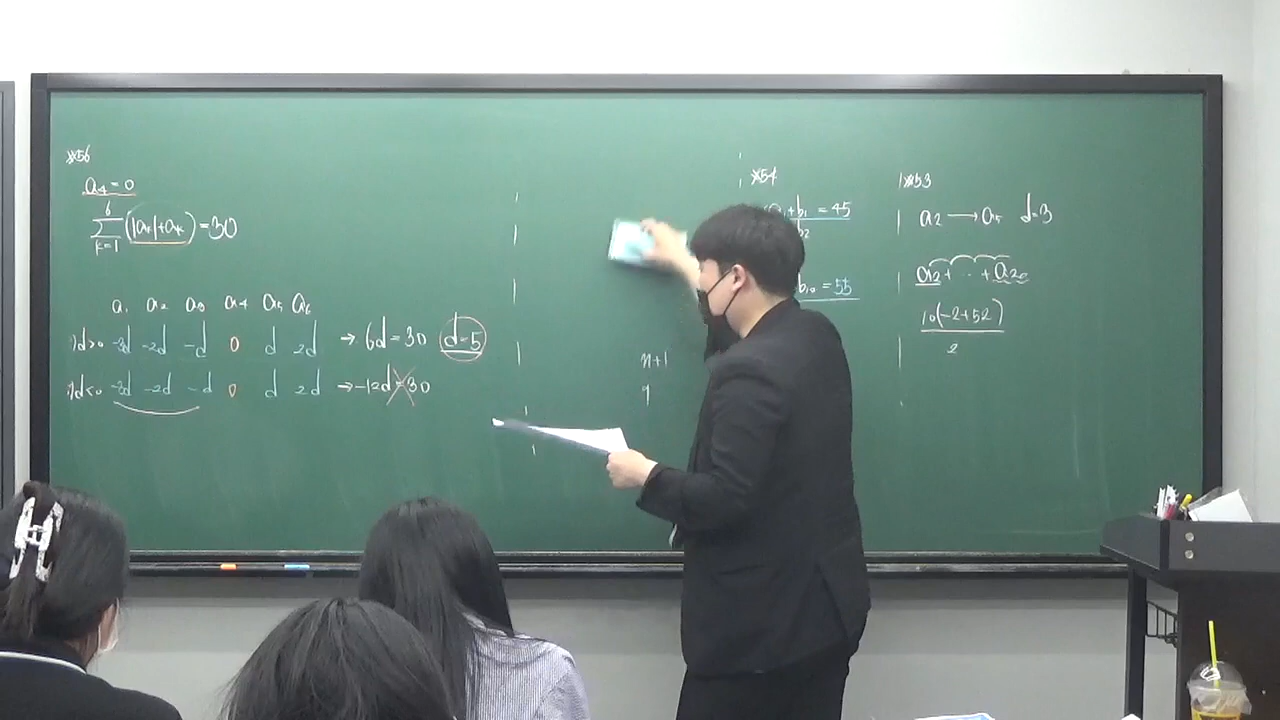 ※56
a₄=0
6
∑(|aₖ|+aₖ)=30
k=1
a₁ a₂ a₃ a₄ a₅ a₆
i)d>0 -3d -2d -d 0 d 2d → 6d=30 d=5
i)d<0 -3d -2d -d 0 d 2d → -12d=30
n+1
9
※54
a₁+b₁=45
b₁₀=55
※53
a₂ → a₅ d=3
a₂+ ‥ +a₂₀
10(-2+52)
2